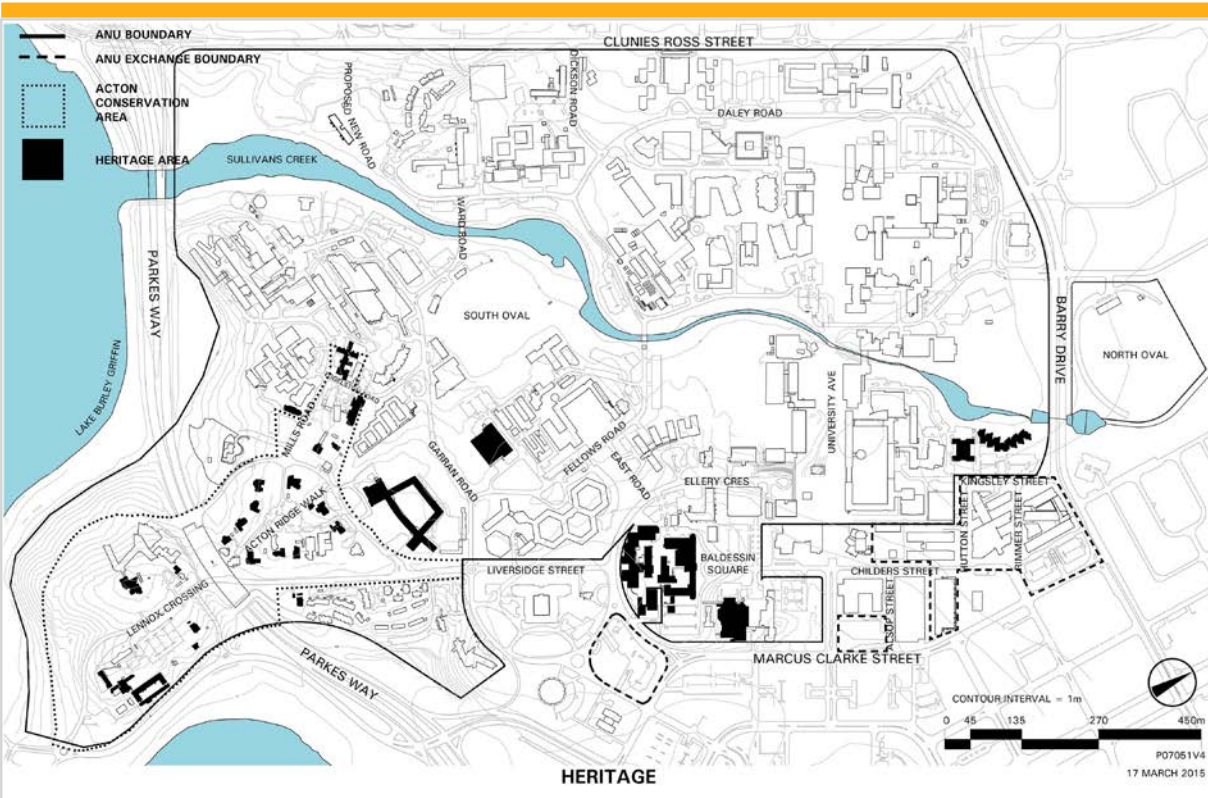 ANU BOUNDARY
ANU EXCHANGE BOUNDARY
ACTON
CONSERVATION
AREA
HERITAGE AREA
CLUNIES ROSS STREET
PROPOSED NEW ROAD
DICKSON ROAD
DALEY ROAD
SULLIVANS CREEK
WARD ROAD
PARKES WAY
LAKE BURLEY GRIFFIN
SOUTH OVAL
BARRY DRIVE
NORTH OVAL
MILLS ROAD
GARRAN ROAD
FELLOWS ROAD
EAST ROAD
UNIVERSITY AVE
ELLERY CRES
ACTON RIDGE WALK
KINGSLEY STREET
HUTTON STREET
RIMMER STREET
LIVERSIDGE STREET
BALDESSIN
SQUARE
CHILDERS STREET
ALSOP STREET
LENNOX CROSSING
PARKES WAY
MARCUS CLARKE STREET
CONTOUR INTERVAL = 1m
0 45 135 270 450m
P07051V4
17 MARCH 2015
HERITAGE